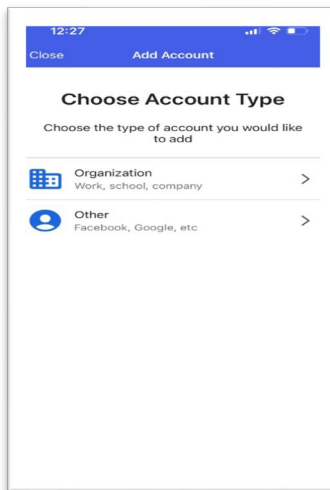 12:27
Close Add Account
Choose Account Type
Choose the type of account you would like
to add
Organization
Work, school, company
Other
Facebook, Google, etc